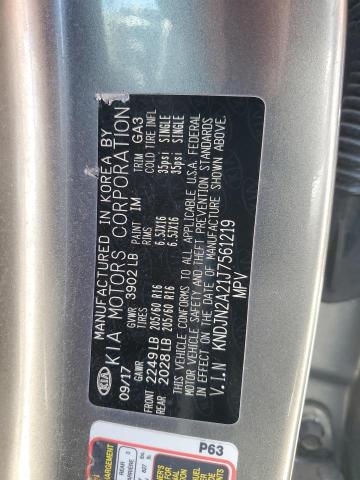 MANUFACTURED IN KOREA BY
KIA KIA MOTORS CORPORATION
09/17 GVWR 3902 LB PAINT 1M TRIM GA3
GAWR TIRES RIMS COLD TIRE INFL
FRONT 2249 LB 205/60 R16 6.5JX16 35psi SINGLE
REAR 2028 LB 205/60 R16 6.5JX16 35psi SINGLE
THIS VEHICLE CONFORMS TO ALL APPLICABLE U.S.A. FEDERAL
MOTOR VEHICLE SAFETY AND THEFT PREVENTION STANDARDS
IN EFFECT ON THE DATE OF MANUFACTURE SHOWN ABOVE.
V.I.N KNDJN2A21J7561219
MPV
P63
REAR